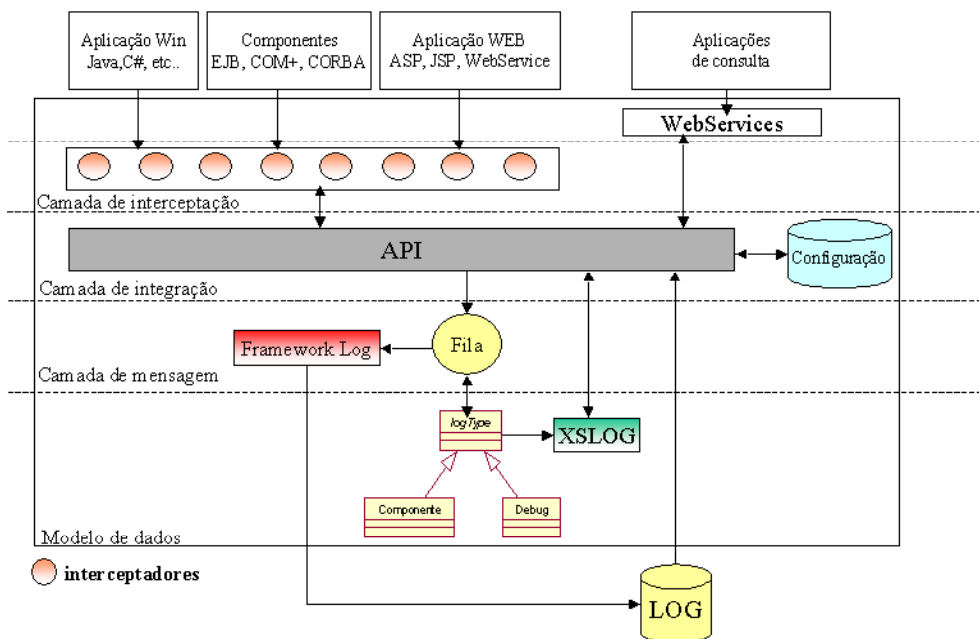 Aplicação Win
Java,C#, etc..
Componentes
EJB, COM+, CORBA
Aplicação WEB
ASP, JSP, WebService
Aplicações
de consulta
WebServices
Camada de interceptação
API
Configuração
Camada de integração
Framework Log
Fila
Camada de mensagem
logType
XSLOG
Componente
Debug
Modelo de dados
interceptadores
LOG